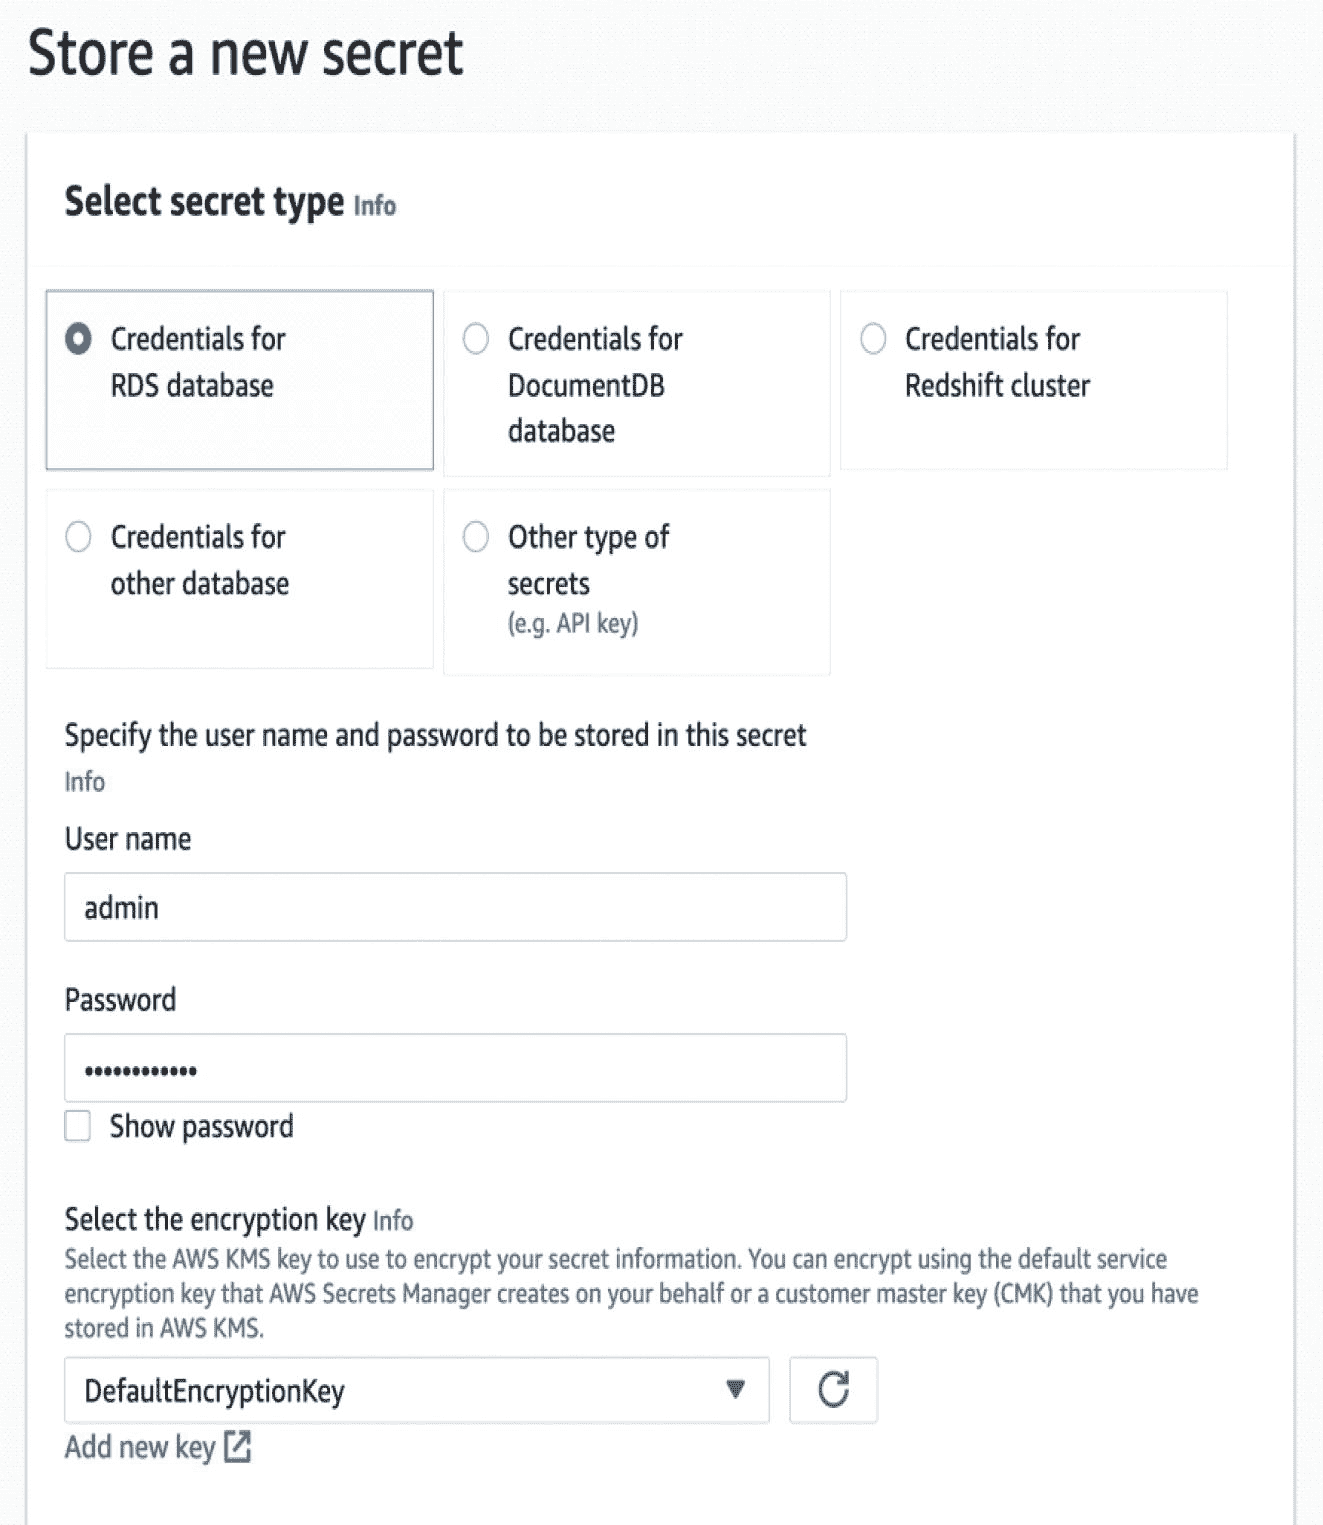 Store a new secret
Select secret type Info
Credentials for
RDS database
Credentials for
DocumentDB
database
Credentials for
Redshift cluster
Credentials for
other database
Other type of
secrets
(e.g. API key)
Specify the user name and password to be stored in this secret
Info
User name
admin
Password
••••••••••••
Show password
Select the encryption key Info
Select the AWS KMS key to use to encrypt your secret information. You can encrypt using the default service
encryption key that AWS Secrets Manager creates on your behalf or a customer master key (CMK) that you have
stored in AWS KMS.
DefaultEncryptionKey
Add new key